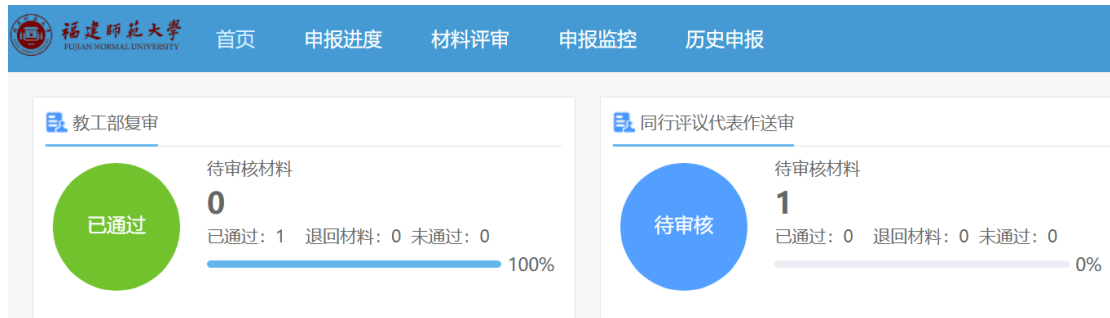 福建师范大学
FUJIAN NORMAL UNIVERSITY
首页 申报进度 材料评审 申报监控 历史申报
教工部复审
已通过
待审核材料
0
已通过：1 退回材料：0 未通过：0
100%
同行评议代表作送审
待审核
待审核材料
1
已通过：0 退回材料：0 未通过：0
0%